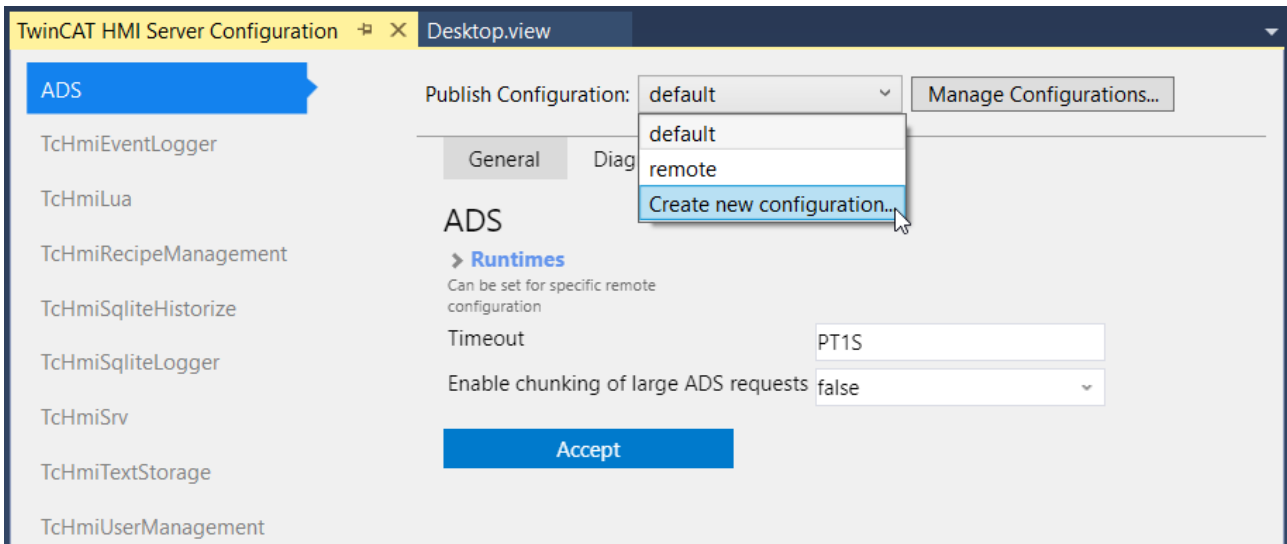 TwinCAT HMI Server Configuration
Desktop.view
ADS
TcHmiEventLogger
TcHmiLua
TcHmiRecipeManagement
TcHmiSqliteHistorize
TcHmiSqliteLogger
TcHmiSrv
TcHmiTextStorage
TcHmiUserManagement
Publish Configuration:
default
Manage Configurations...
default
remote
Create new configuration...
General
Diag
ADS
Runtimes
Can be set for specific remote
configuration
Timeout
PT1S
Enable chunking of large ADS requests
false
Accept